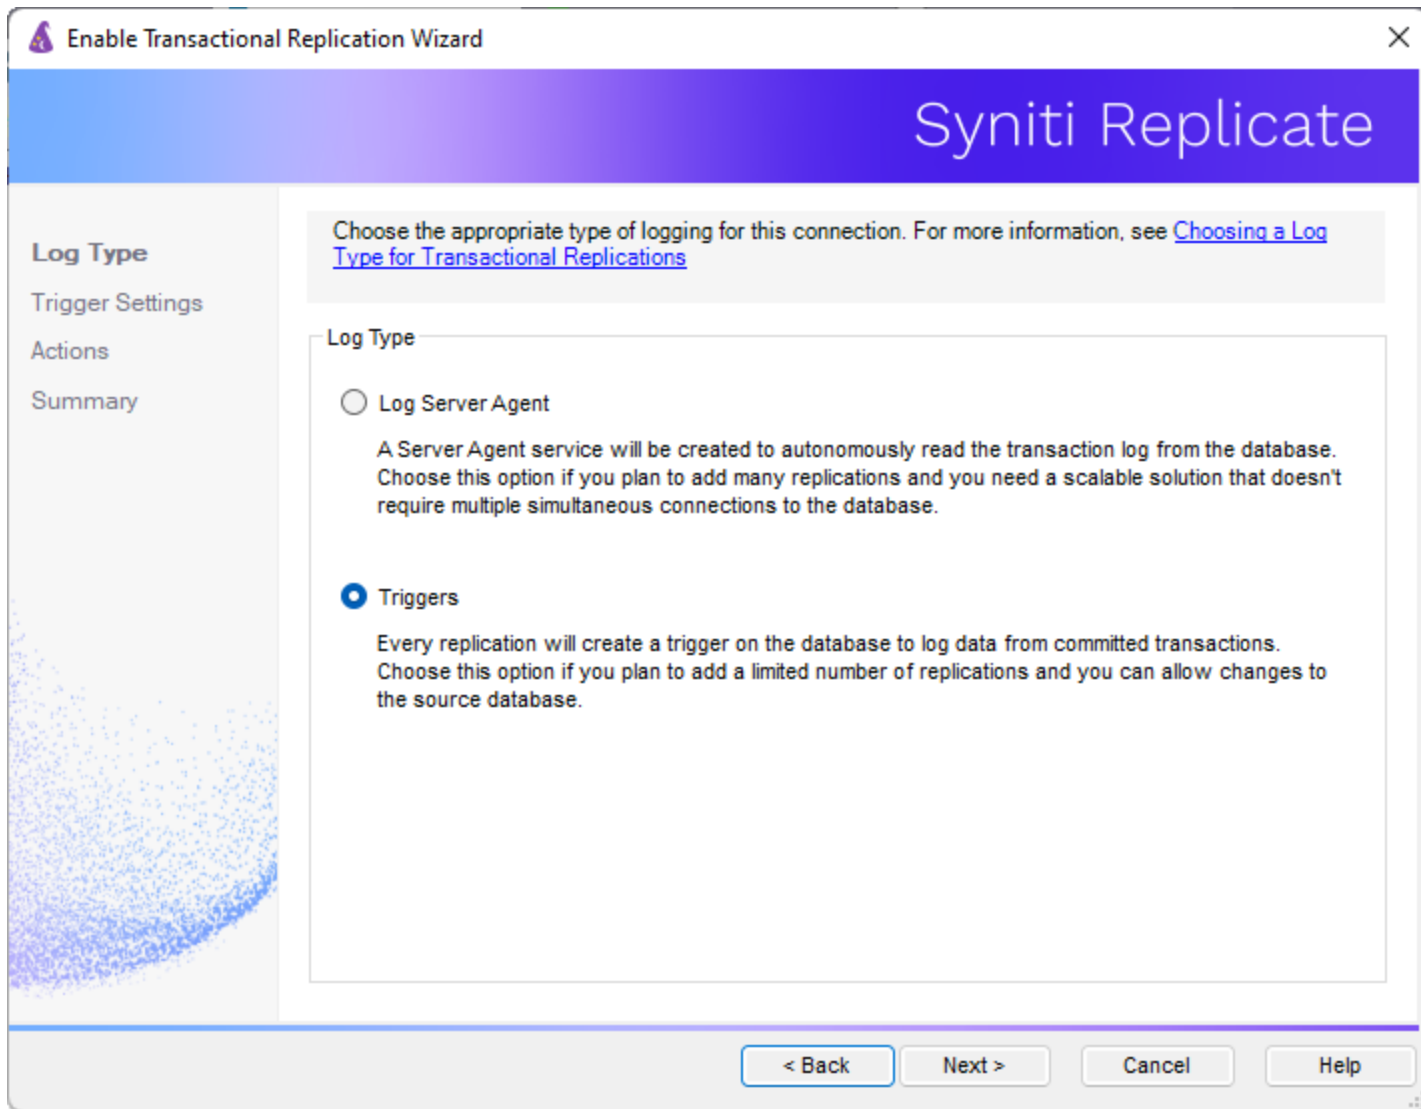 Enable Transactional Replication Wizard
Syniti Replicate
Log Type
Trigger Settings
Actions
Summary
Choose the appropriate type of logging for this connection. For more information, see Choosing a Log
Type for Transactional Replications
Log Type
Log Server Agent
A Server Agent service will be created to autonomously read the transaction log from the database.
Choose this option if you plan to add many replications and you need a scalable solution that doesn't
require multiple simultaneous connections to the database.
Triggers
Every replication will create a trigger on the database to log data from committed transactions.
Choose this option if you plan to add a limited number of replications and you can allow changes to
the source database.
< Back
Next >
Cancel
Help